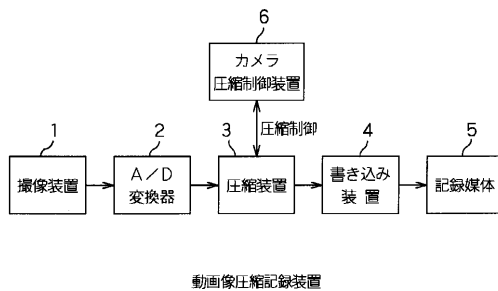 6
カメラ
圧縮制御装置
圧縮制御
1
2
3
4
5
撮像装置
A/D
変換器
圧縮装置
書き込み
装 置
記録媒体
動画像圧縮記録装置